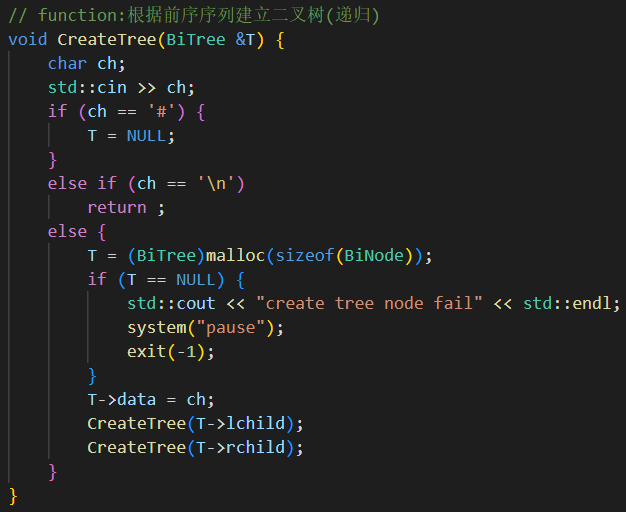 // function:根据前序序列建立二叉树(递归)
void CreateTree(BiTree &T) {
    char ch;
    std::cin >> ch;
    if (ch == '#') {
        T = NULL;
    }
    else if (ch == '\n')
        return ;
    else {
        T = (BiTree)malloc(sizeof(BiNode));
        if (T == NULL) {
            std::cout << "create tree node fail" << std::endl;
            system("pause");
            exit(-1);
        }
        T->data = ch;
        CreateTree(T->lchild);
        CreateTree(T->rchild);
    }
}